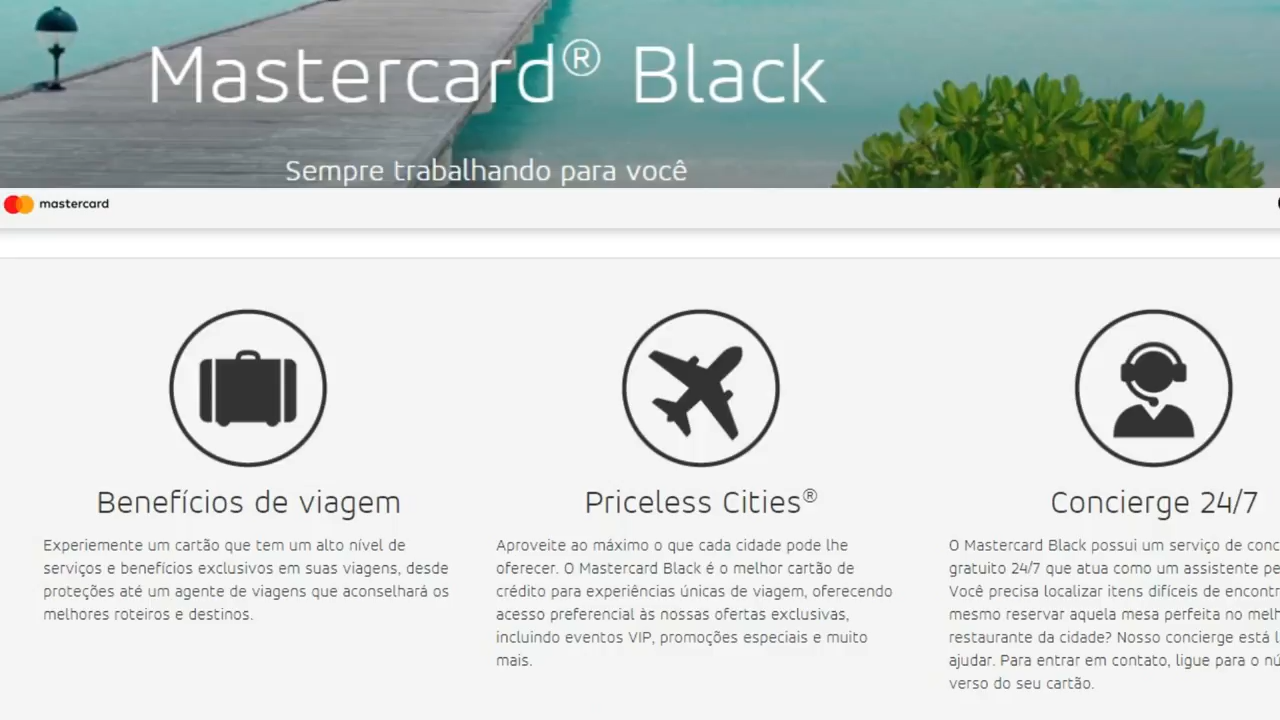 Mastercard® Black
Sempre trabalhando para você
mastercard
Benefícios de viagem
Experiemente um cartão que tem um alto nível de
serviços e benefícios exclusivos em suas viagens, desde
proteções até um agente de viagens que aconselhará os
melhores roteiros e destinos.
Priceless Cities®
Aproveite ao máximo o que cada cidade pode lhe
oferecer. O Mastercard Black é o melhor cartão de
crédito para experiências únicas de viagem, oferecendo
acesso preferencial às nossas ofertas exclusivas,
incluindo eventos VIP, promoções especiais e muito
mais.
Concierge 24/7
O Mastercard Black possui um serviço de
gratuito 24/7 que atua como um assistente
Você precisa localizar itens difíceis de
mesmo reservar aquela mesa perfeita no
restaurante da cidade? Nosso concierge está
ajudar. Para entrar em contato, ligue para o
verso do seu cartão.